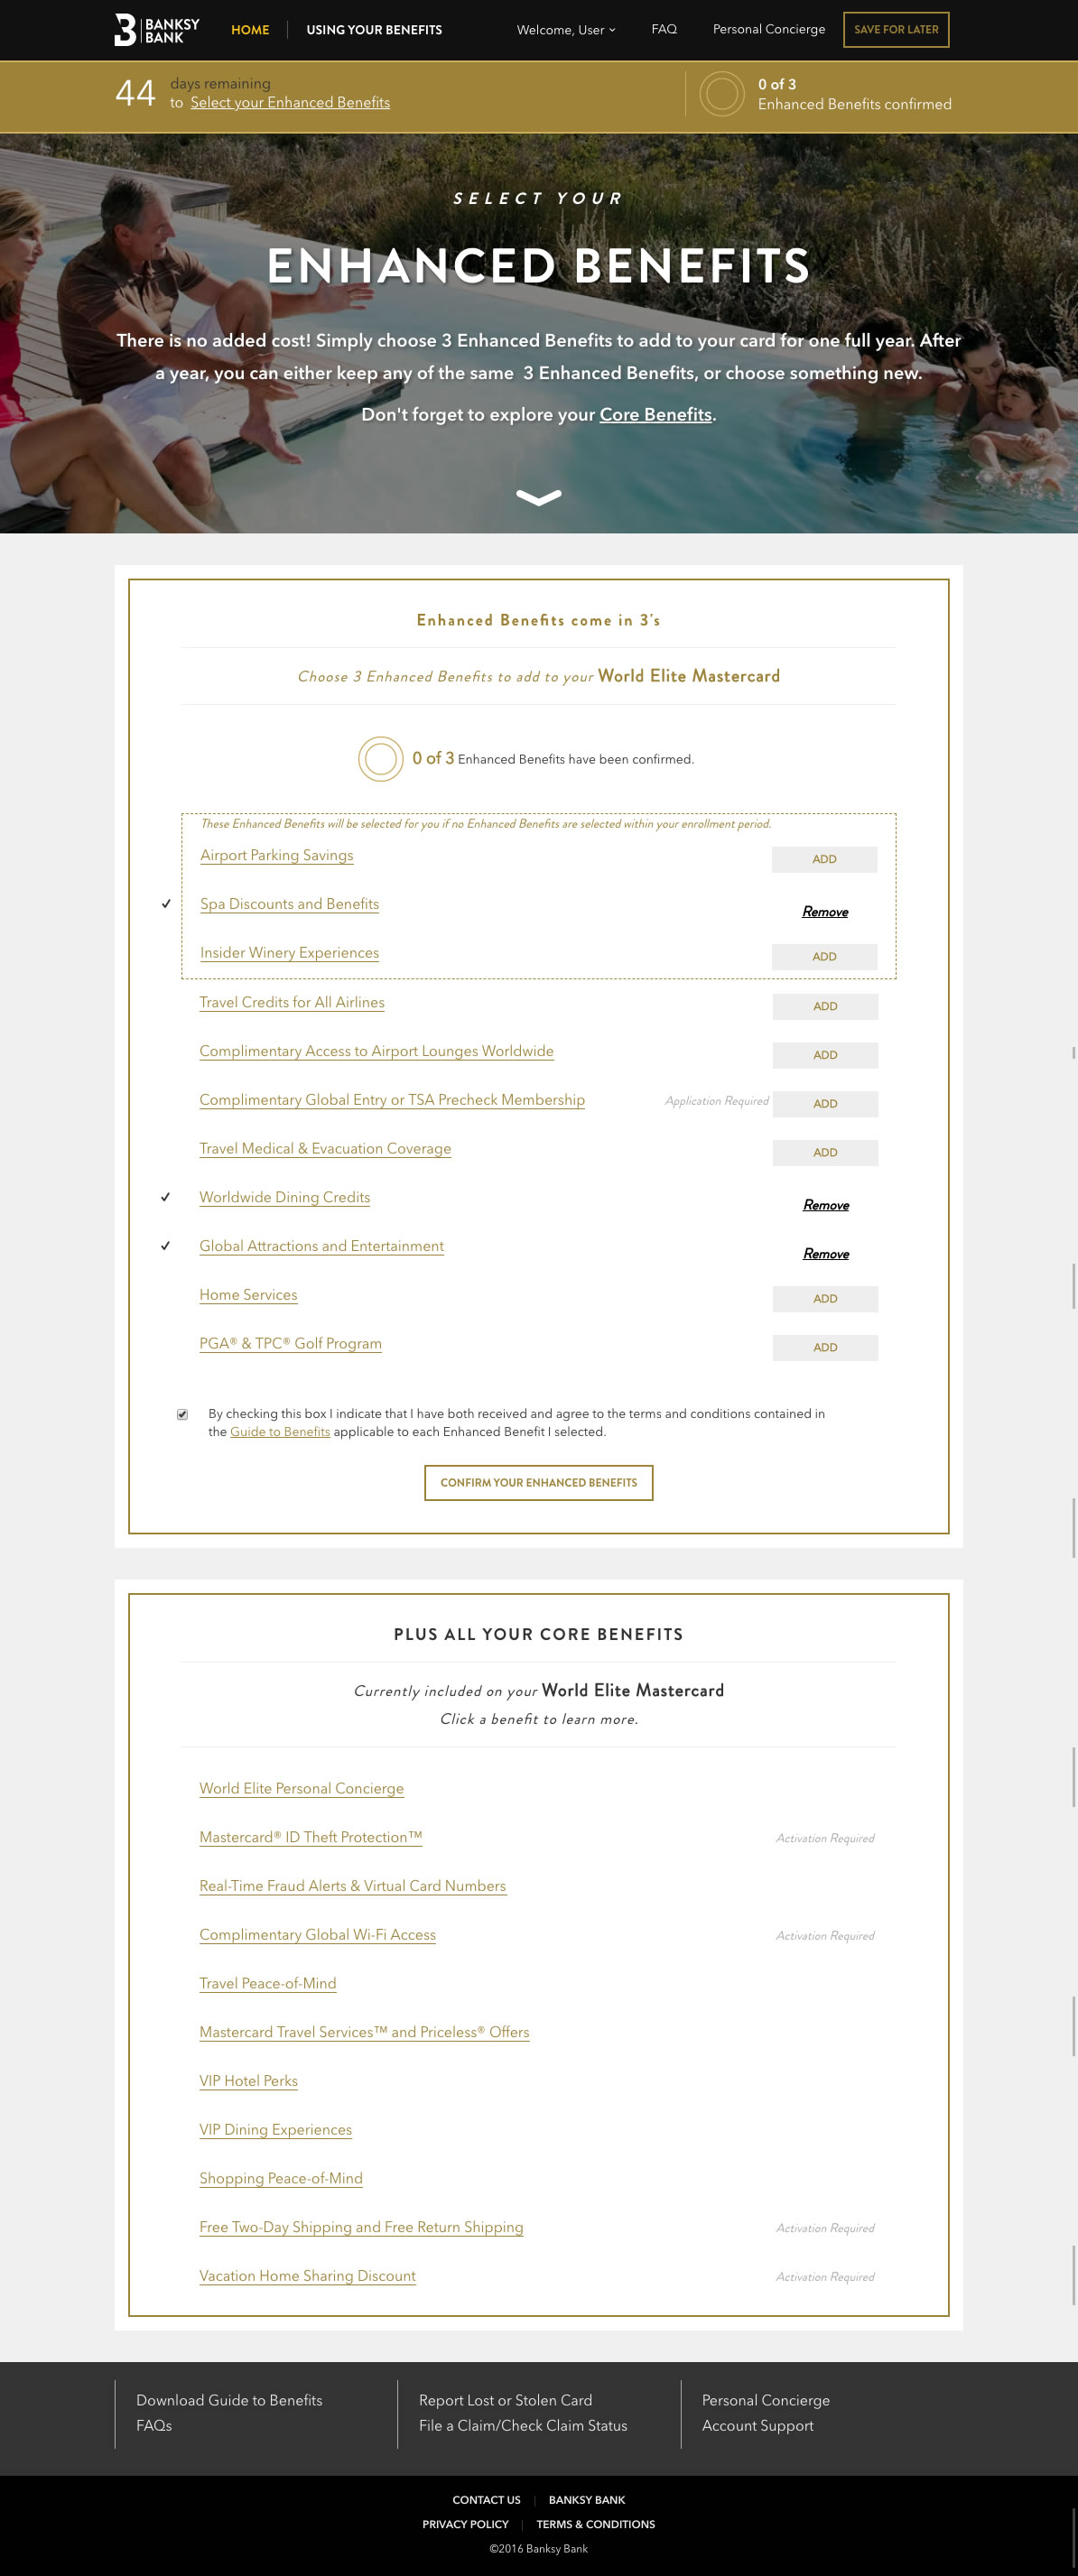 BANKSY
BANK
HOME
USING YOUR BENEFITS
Welcome, User
FAQ
Personal Concierge
SAVE FOR LATER
44 days remaining
to Select your Enhanced Benefits
0 of 3
Enhanced Benefits confirmed
SELECT YOUR
ENHANCED BENEFITS
There is no added cost! Simply choose 3 Enhanced Benefits to add to your card for one full year. After
a year, you can either keep any of the same 3 Enhanced Benefits, or choose something new.
Don't forget to explore your Core Benefits.
Enhanced Benefits come in 3's
Choose 3 Enhanced Benefits to add to your World Elite Mastercard
0 of 3 Enhanced Benefits have been confirmed.
These Enhanced Benefits will be selected for you if no Enhanced Benefits are selected within your enrollment period.
Airport Parking Savings ADD
Spa Discounts and Benefits Remove
Insider Winery Experiences ADD
Travel Credits for All Airlines ADD
Complimentary Access to Airport Lounges Worldwide ADD
Complimentary Global Entry or TSA Precheck Membership Application Required ADD
Travel Medical & Evacuation Coverage ADD
Worldwide Dining Credits Remove
Global Attractions and Entertainment Remove
Home Services ADD
PGA® & TPC® Golf Program ADD
By checking this box I indicate that I have both received and agree to the terms and conditions contained in
the Guide to Benefits applicable to each Enhanced Benefit I selected.
CONFIRM YOUR ENHANCED BENEFITS
PLUS ALL YOUR CORE BENEFITS
Currently included on your World Elite Mastercard
Click a benefit to learn more.
World Elite Personal Concierge
Mastercard® ID Theft Protection™ Activation Required
Real-Time Fraud Alerts & Virtual Card Numbers
Complimentary Global Wi-Fi Access Activation Required
Travel Peace-of-Mind
Mastercard Travel Services™ and Priceless® Offers
VIP Hotel Perks
VIP Dining Experiences
Shopping Peace-of-Mind
Free Two-Day Shipping and Free Return Shipping Activation Required
Vacation Home Sharing Discount Activation Required
Download Guide to Benefits
FAQs
Report Lost or Stolen Card
File a Claim/Check Claim Status
Personal Concierge
Account Support
CONTACT US | BANKSY BANK
PRIVACY POLICY | TERMS & CONDITIONS
©2016 Banksy Bank